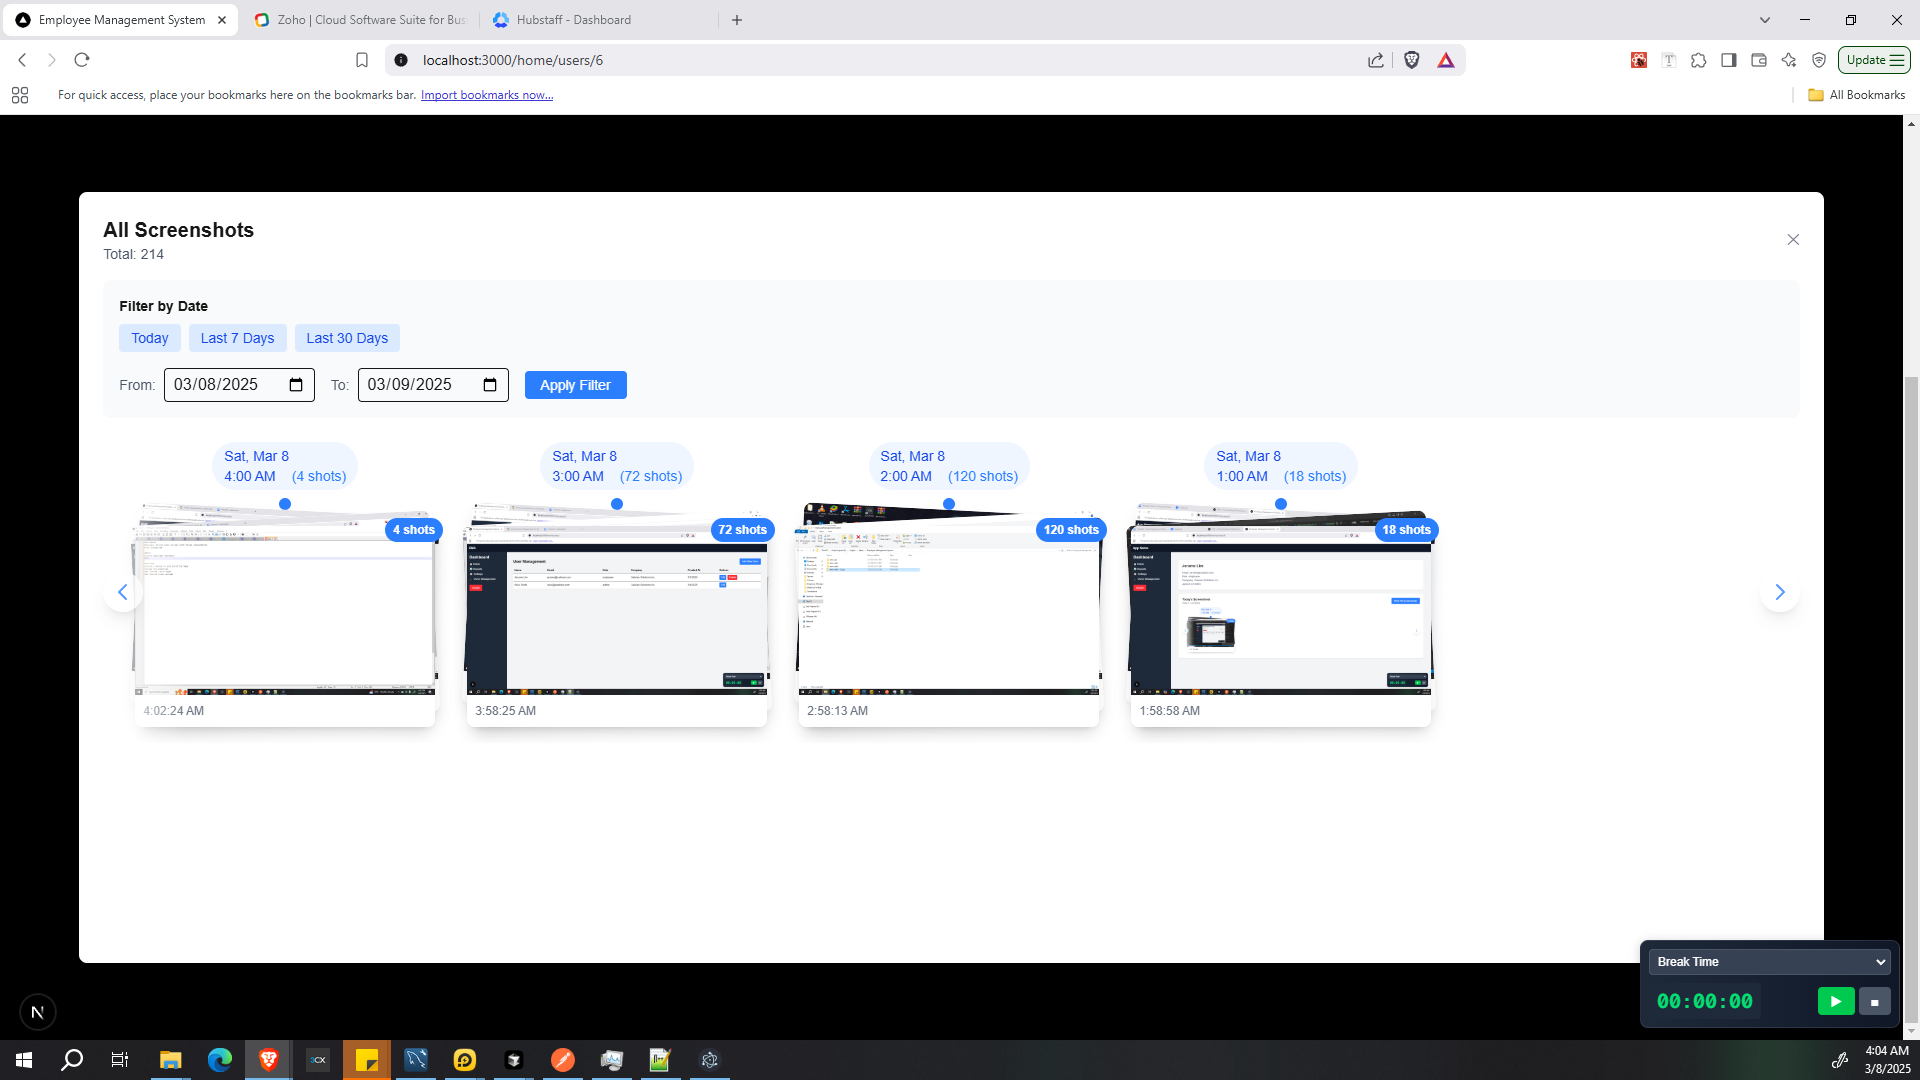 Employee Management System
Zoho | Cloud Software Suite for Bus
Hubstaff - Dashboard
localhost:3000/home/users/6
Update
For quick access, place your bookmarks here on the bookmarks bar. Import bookmarks now...
All Bookmarks
All Screenshots
Total: 214
Filter by Date
Today
Last 7 Days
Last 30 Days
From: 03/08/2025 To: 03/09/2025 Apply Filter
Sat, Mar 8
4:00 AM (4 shots)
Sat, Mar 8
3:00 AM (72 shots)
Sat, Mar 8
2:00 AM (120 shots)
Sat, Mar 8
1:00 AM (18 shots)
4 shots
72 shots
120 shots
18 shots
Dashboard
User Management
4:02:24 AM
3:58:25 AM
2:58:13 AM
1:58:58 AM
Break Time
00:00:00
N
3CX
4:04 AM
3/8/2025